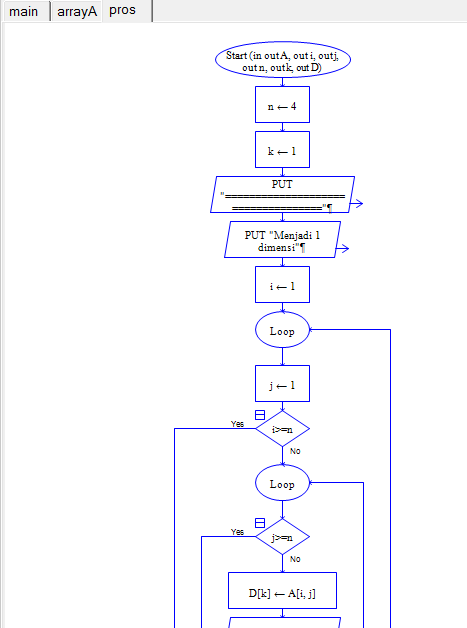 main
arrayA
pros
Start (in out A, out i, out j,
out n, out k, out D)
n ← 4
k ← 1
PUT
"====================
==============="¶
PUT "Menjadi 1
dimensi"¶
i ← 1
Loop
j ← 1
Yes
i>=n
No
Loop
Yes
j>=n
No
D[k] ← A[i, j]